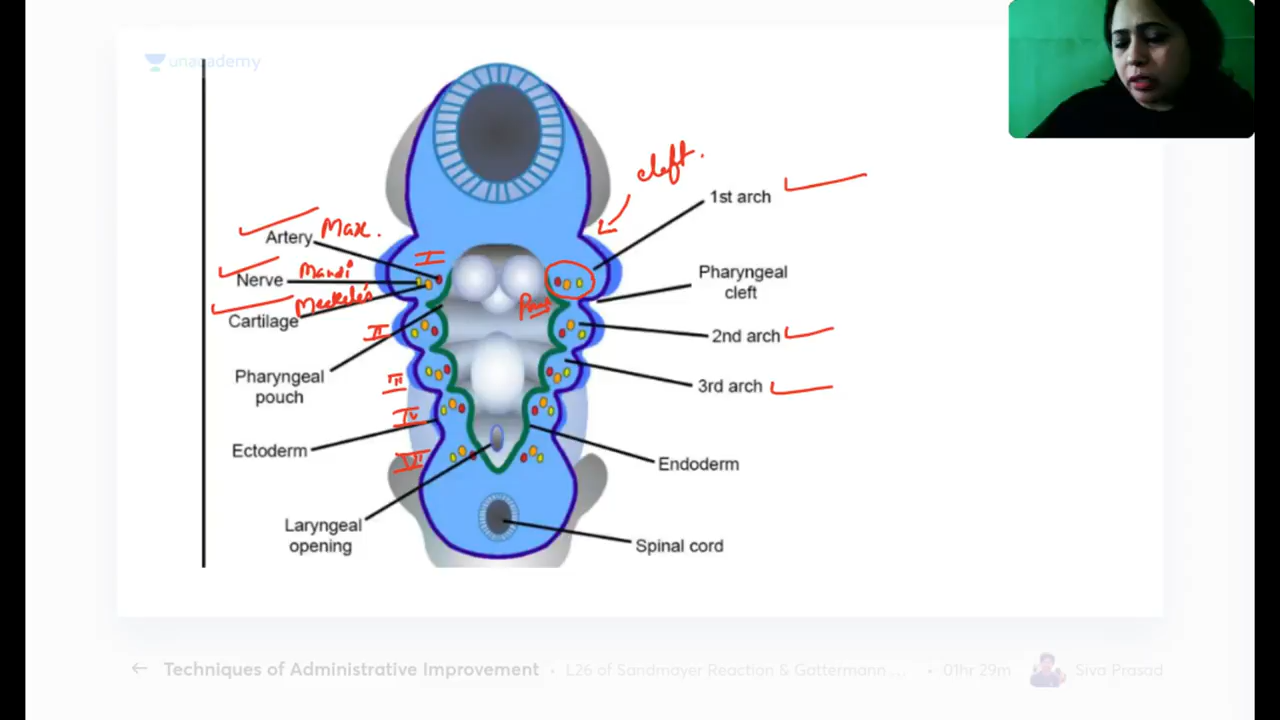 unacademy
cleft.
1st arch
Artery Max.
I
Nerve Mandi
Meckel's
Cartilage
Pharyngeal
cleft
Pouch
II
2nd arch
Pharyngeal
pouch
III
3rd arch
IV
Ectoderm
VI
Endoderm
Laryngeal
opening
Spinal cord
← Techniques of Administrative Improvement • L26 of Sandmayer Reaction & Gattermann ... • 01hr 29m Siva Prasad